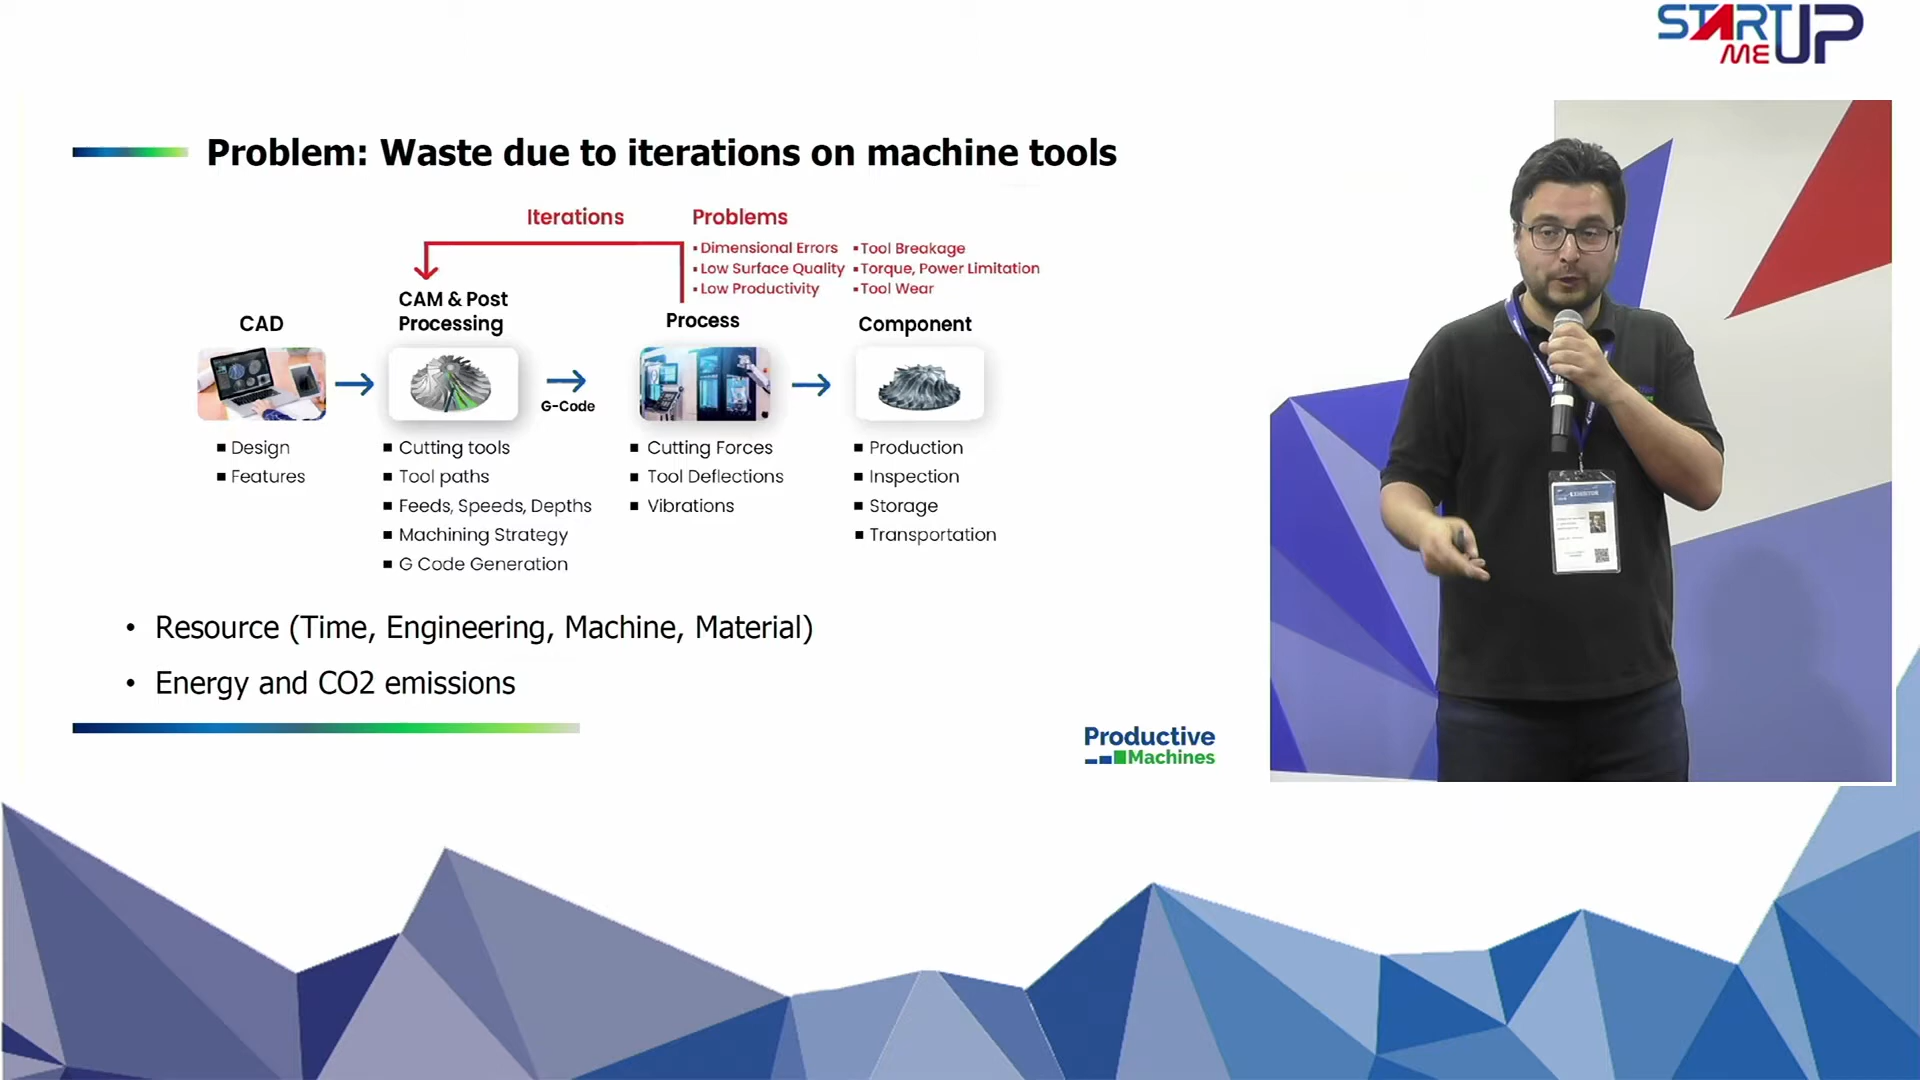 START
ME UP
Problem: Waste due to iterations on machine tools
Iterations
Problems
▪ Dimensional Errors
▪ Low Surface Quality
▪ Low Productivity
▪ Tool Breakage
▪ Torque, Power Limitation
▪ Tool Wear
CAD
▪ Design
▪ Features
CAM & Post
Processing
▪ Cutting tools
▪ Tool paths
▪ Feeds, Speeds, Depths
▪ Machining Strategy
▪ G Code Generation
G-Code
Process
▪ Cutting Forces
▪ Tool Deflections
▪ Vibrations
Component
▪ Production
▪ Inspection
▪ Storage
▪ Transportation
• Resource (Time, Engineering, Machine, Material)
• Energy and CO2 emissions
Productive
Machines
EXHIBITOR